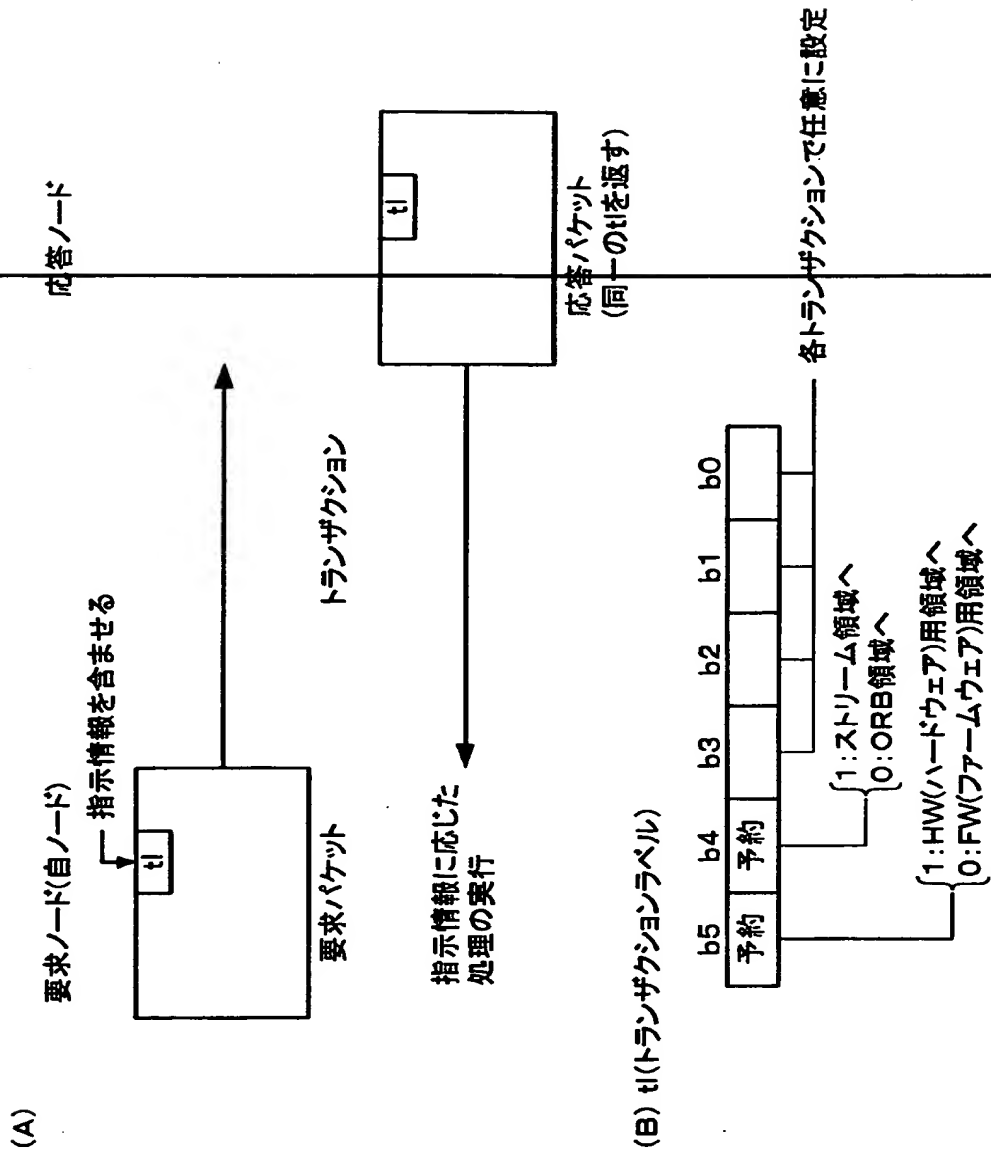 (A)
要求ノード(自ノード)
応答ノード
指示情報を含ませる
tl
要求パケット
トランザクション
tl
応答パケット
(同一のtlを返す)
指示情報に応じた
処理の実行
(B) tl(トランザクションラベル)
b5 b4 b3 b2 b1 b0
予約 予約
各トランザクションで任意に設定
1:ストリーム領域へ
0:ORB領域へ
1:HW(ハードウェア)用領域へ
0:FW(ファームウェア)用領域へ